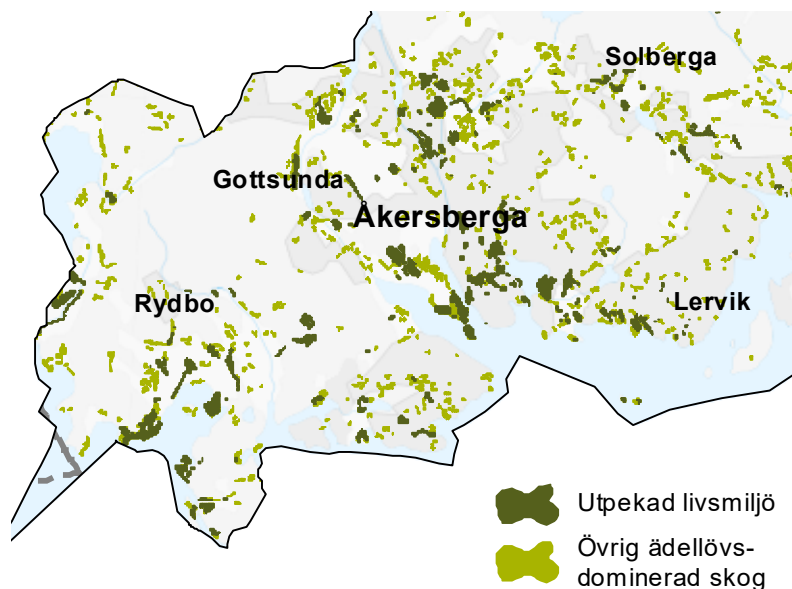 Solberga
Gottsunda
Åkersberga
Rydbo
Lervik
Utpekad livsmiljö
Övrig ädellövs-
dominerad skog